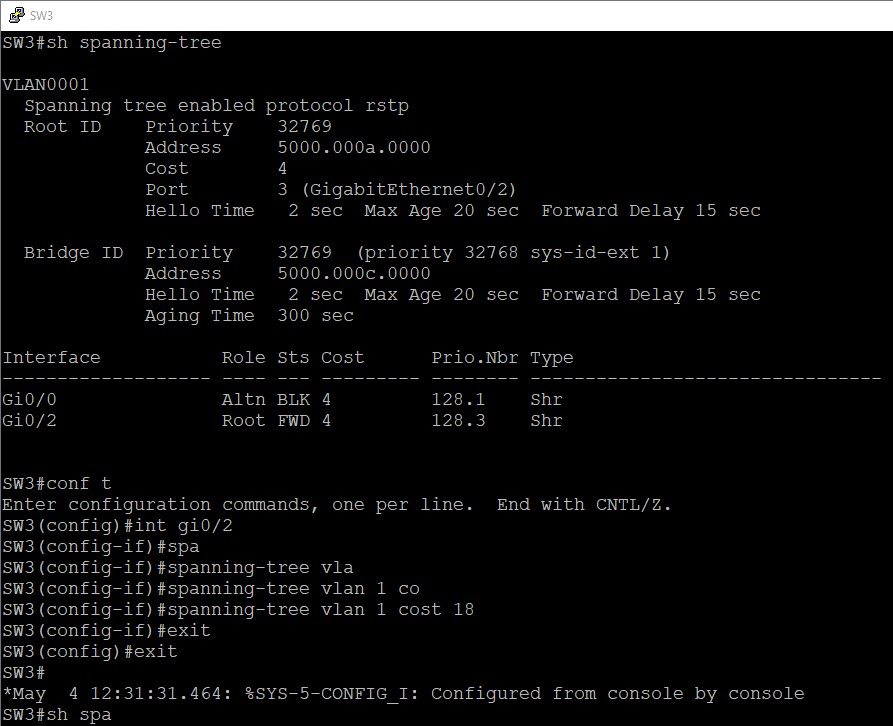 SW3
SW3#sh spanning-tree
VLAN0001
  Spanning tree enabled protocol rstp
  Root ID    Priority    32769
             Address     5000.000a.0000
             Cost        4
             Port        3 (GigabitEthernet0/2)
             Hello Time   2 sec  Max Age 20 sec  Forward Delay 15 sec
  Bridge ID  Priority    32769  (priority 32768 sys-id-ext 1)
             Address     5000.000c.0000
             Hello Time   2 sec  Max Age 20 sec  Forward Delay 15 sec
             Aging Time  300 sec
Interface           Role Sts Cost      Prio.Nbr Type
------------------- ---- --- --------- -------- --------------------------------
Gi0/0               Altn BLK 4         128.1    Shr
Gi0/2               Root FWD 4         128.3    Shr
SW3#conf t
Enter configuration commands, one per line.  End with CNTL/Z.
SW3(config)#int gi0/2
SW3(config-if)#spa
SW3(config-if)#spanning-tree vla
SW3(config-if)#spanning-tree vlan 1 co
SW3(config-if)#spanning-tree vlan 1 cost 18
SW3(config-if)#exit
SW3(config)#exit
SW3#
*May  4 12:31:31.464: %SYS-5-CONFIG_I: Configured from console by console
SW3#sh spa